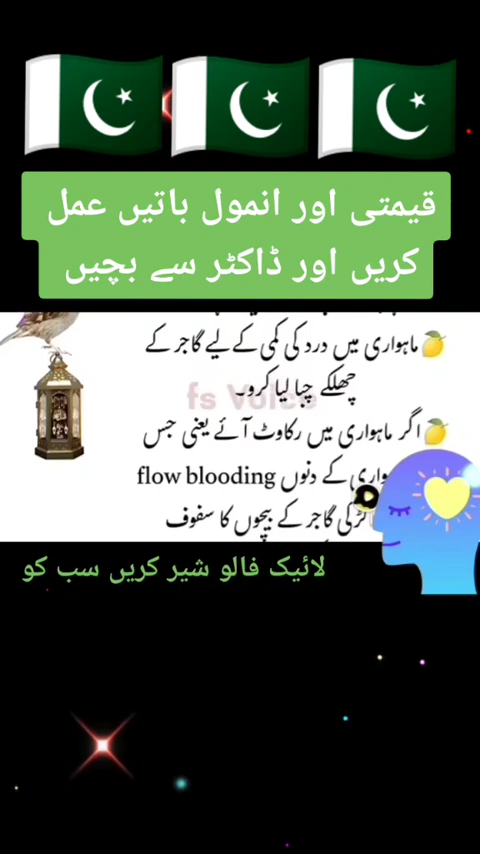 قیمتی اور انمول باتیں عمل
کریں اور ڈاکٹر سے بچیں
ماہواری میں درد کی کمی کے لیے گاجر کے
چھلکے چبا لیا کرو۔
fs Voice
اگر ماہواری میں رکاوٹ آئے یعنی جس
کے دنوں flow blooding
لڑکی گاجر کے بیجوں کا سفوف
لائیک فالو شیر کریں سب کو